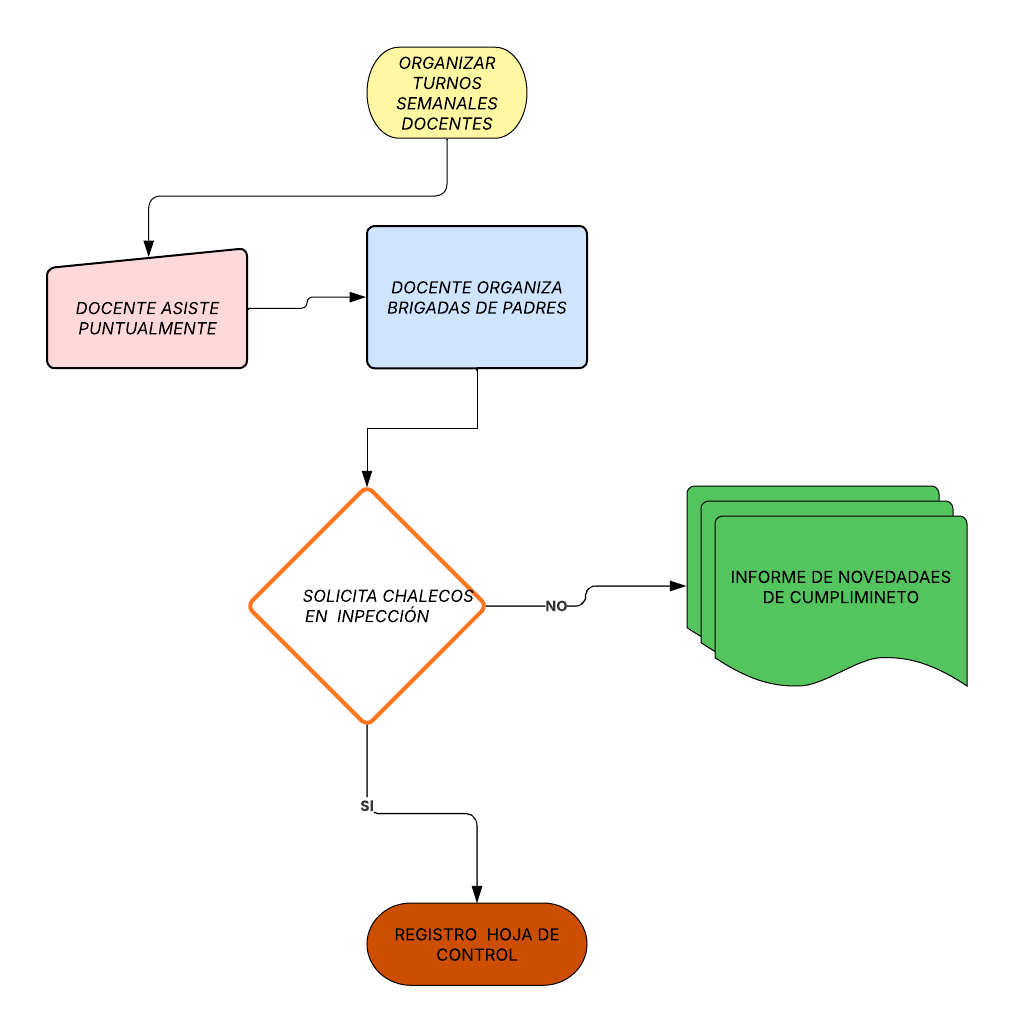 ORGANIZAR
TURNOS
SEMANALES
DOCENTES
DOCENTE ASISTE
PUNTUALMENTE
DOCENTE ORGANIZA
BRIGADAS DE PADRES
SOLICITA CHALECOS
EN INPECCIÓN
NO
INFORME DE NOVEDADAES
DE CUMPLIMINETO
SI
REGISTRO HOJA DE
CONTROL